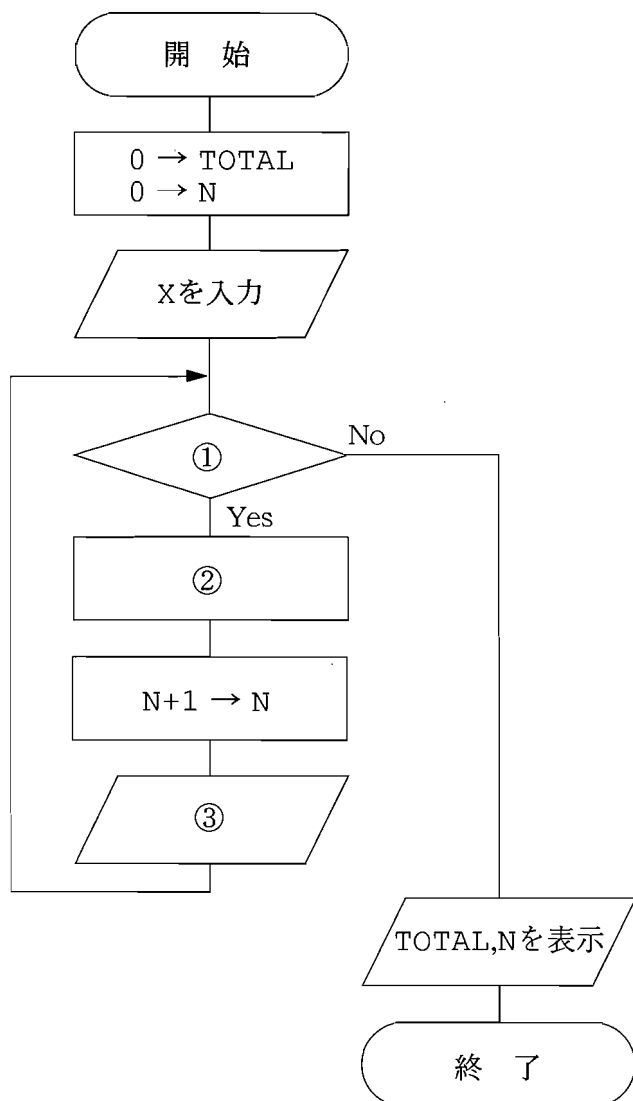 開 始
0 → TOTAL
0 → N
Xを入力
①
No
Yes
②
N+1 → N
③
TOTAL,Nを表示
終 了